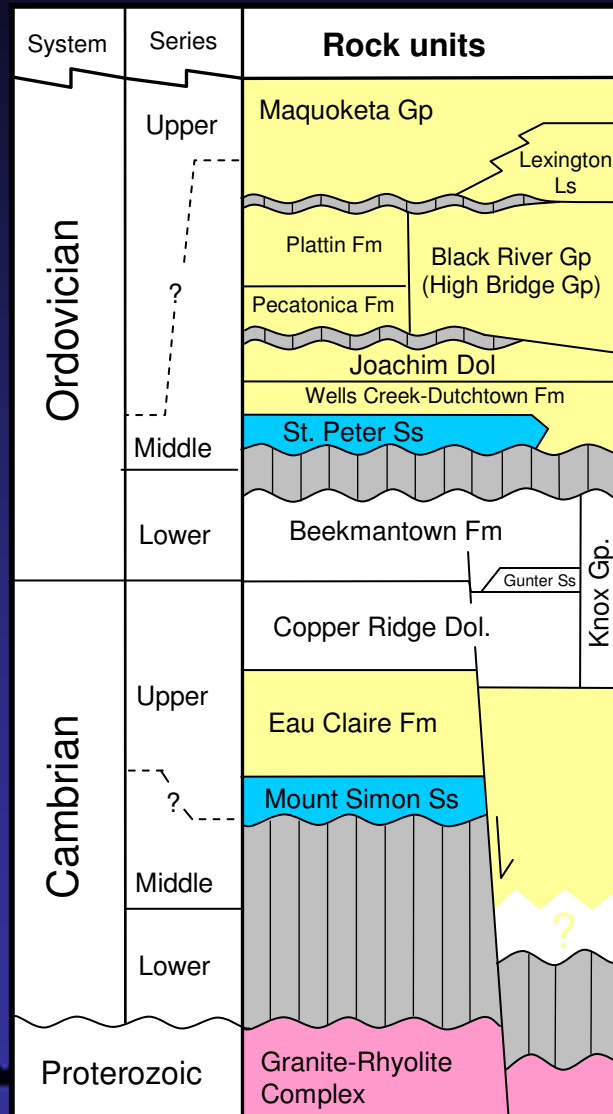 System
Series
Rock units
Ordovician
Upper
?
Middle
Lower
Maquoketa Gp
Lexington
Ls
Plattin Fm
Pecatonica Fm
Black River Gp
(High Bridge Gp)
Joachim Dol
Wells Creek-Dutchtown Fm
St. Peter Ss
Beekmantown Fm
Gunter Ss
Knox Gp.
Cambrian
Upper
?
Middle
Lower
Copper Ridge Dol.
Eau Claire Fm
Mount Simon Ss
?
Proterozoic
Granite-Rhyolite
Complex